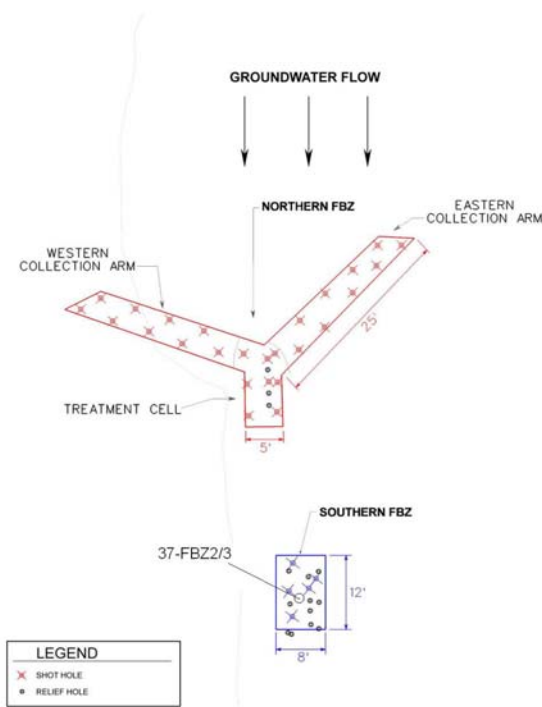 GROUNDWATER FLOW
NORTHERN FBZ
EASTERN
COLLECTION ARM
WESTERN
COLLECTION ARM
25'
TREATMENT CELL
5'
SOUTHERN FBZ
37-FBZ2/3
12'
8'
LEGEND
SHOT HOLE
RELIEF HOLE